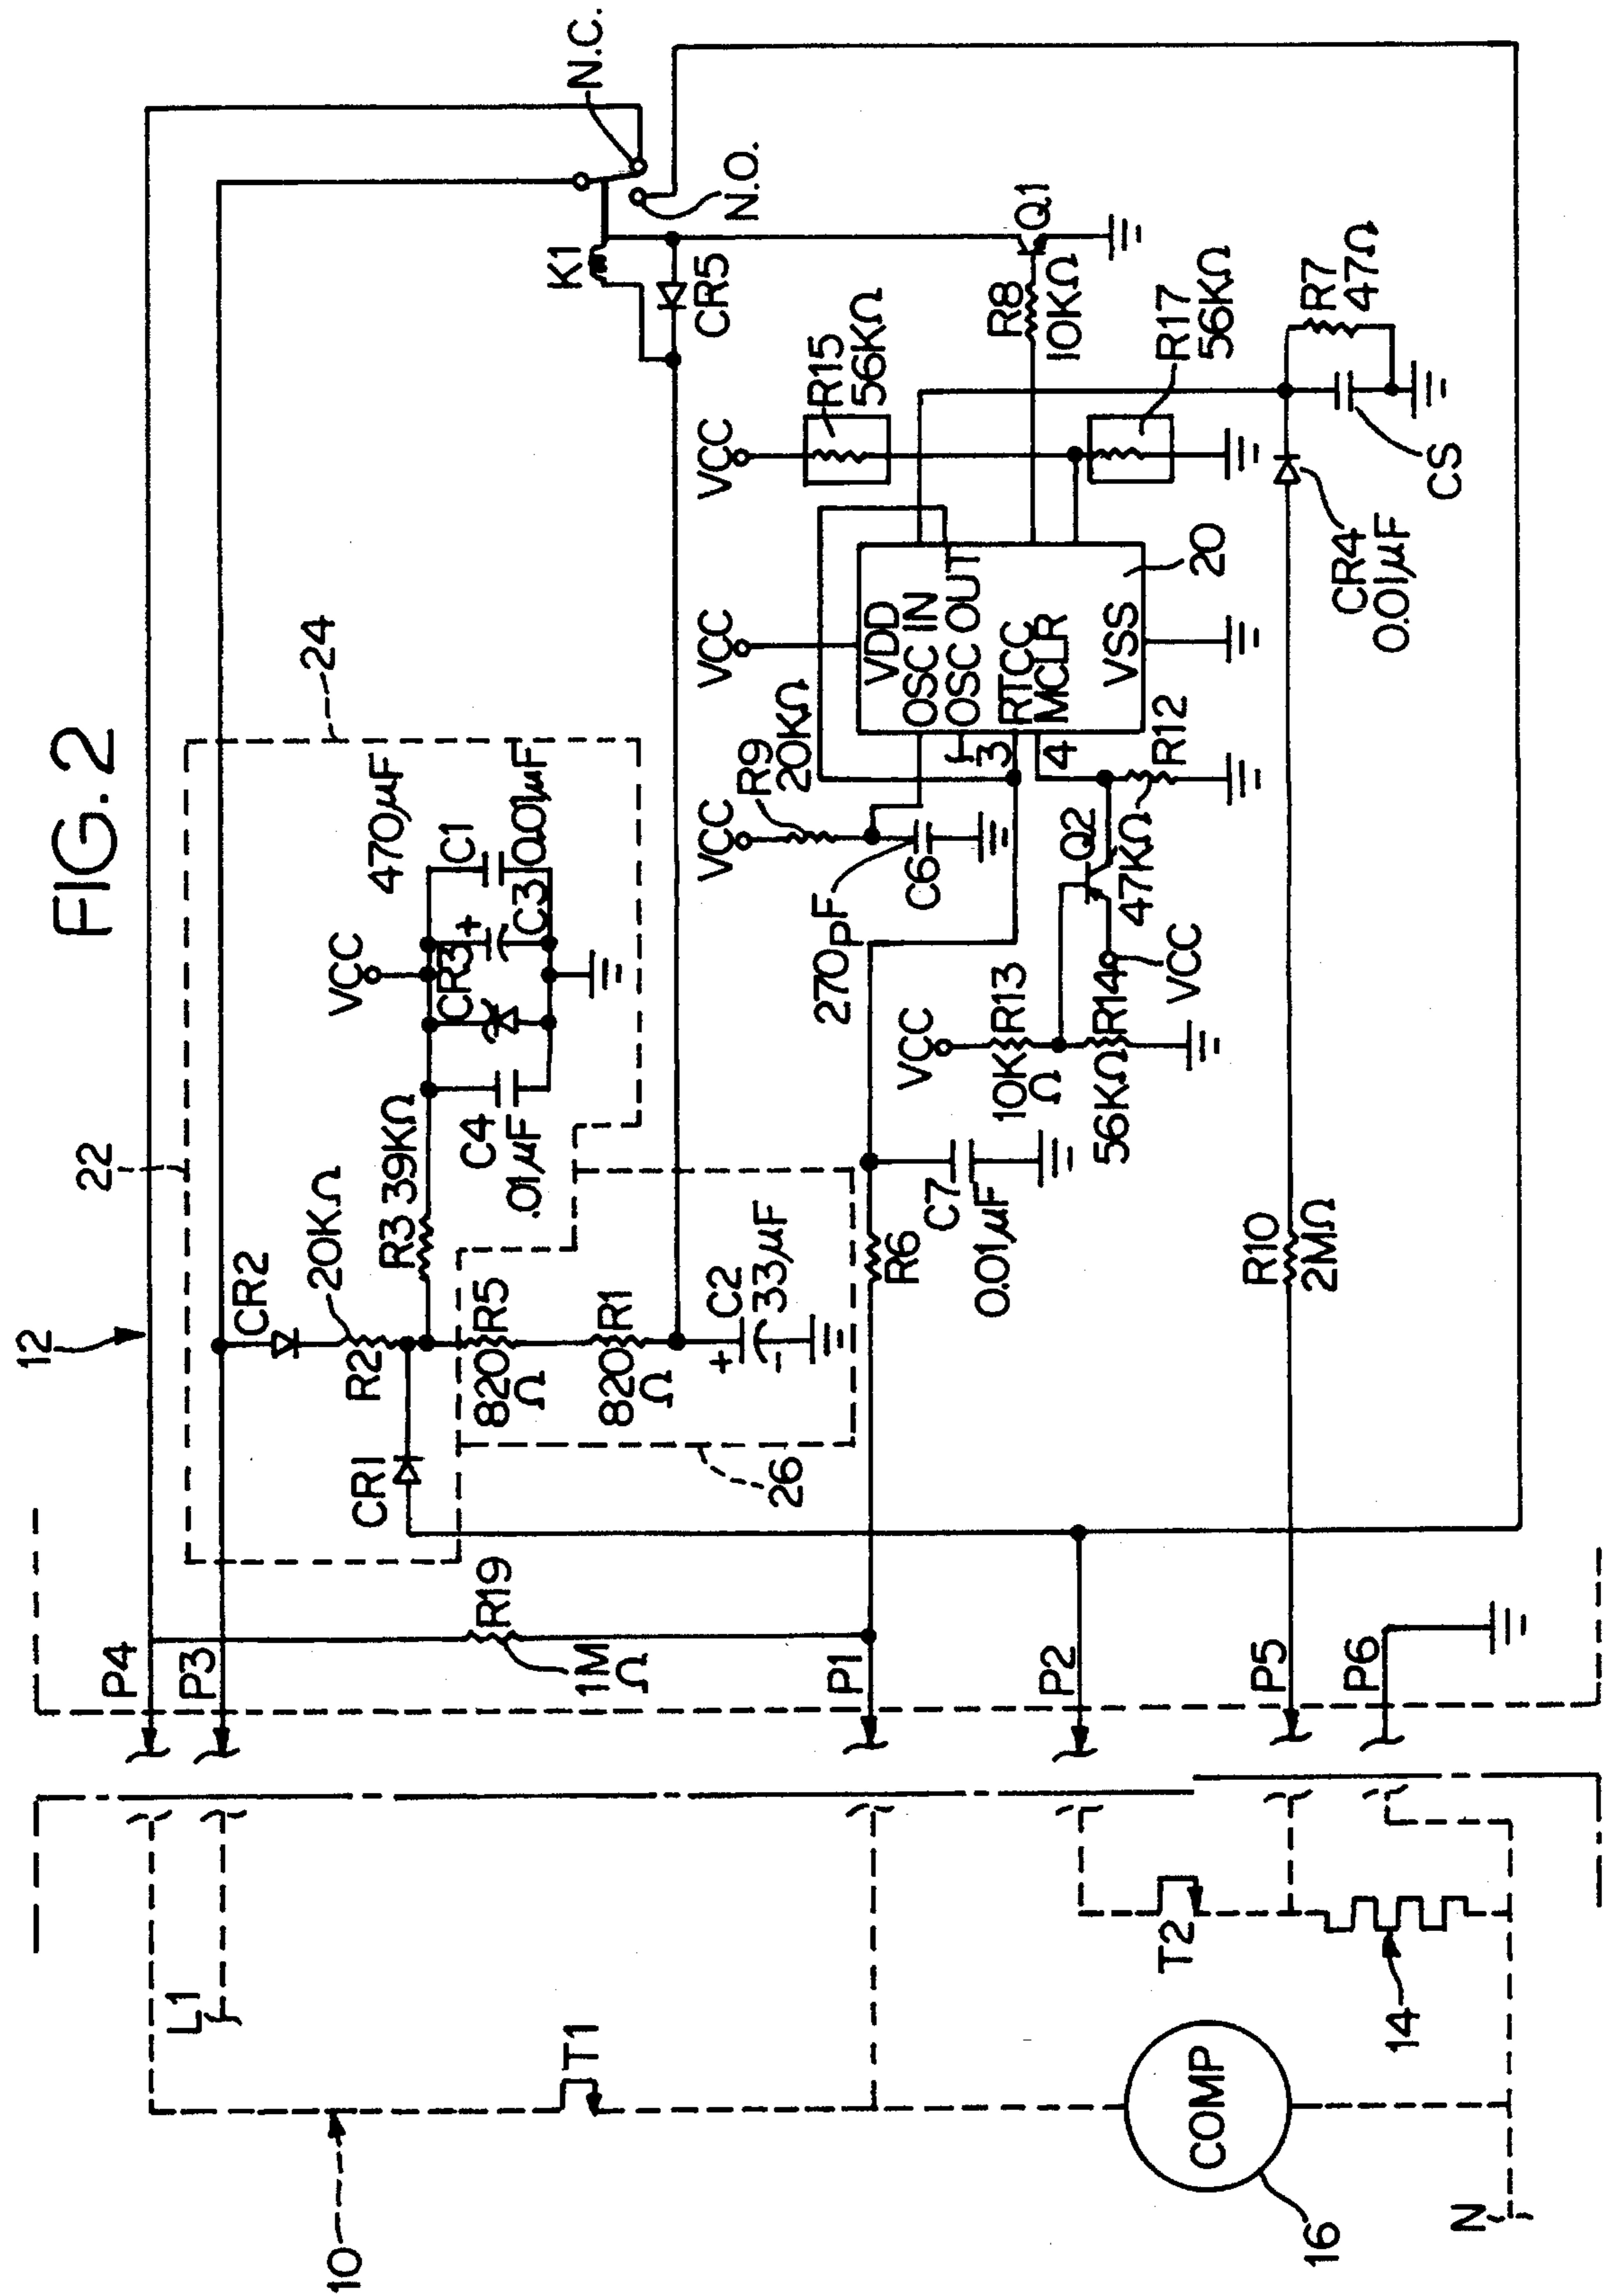 FIG. 2
12
22
24
P4
P3
CR2
20KΩ
R2
CR1
R3 39KΩ
C4
.01µF
VCC
CR3
470µF
C1
+
C3
0.01µF
R5
820
Ω
R1
820
Ω
C2
33µF
+
-
26
R19
1M
Ω
K1
CR5
N.C.
N.O.
P1
R6
C7
0.01µF
270pF
VCC
R9
20KΩ
C6
VCC
VDD
OSC IN
OSC OUT
RTCC
MCLR
VSS
3
4
20
VCC
R15
56KΩ
R17
56KΩ
R8
10KΩ
Q1
VCC
R13
10K
Ω
R14
56KΩ
Q2
VCC
47KΩ
R12
P2
P5
P6
R10
2MΩ
CR4
0.01µF
CS
R7
47Ω
L1
10
T1
T2
14
COMP
16
N